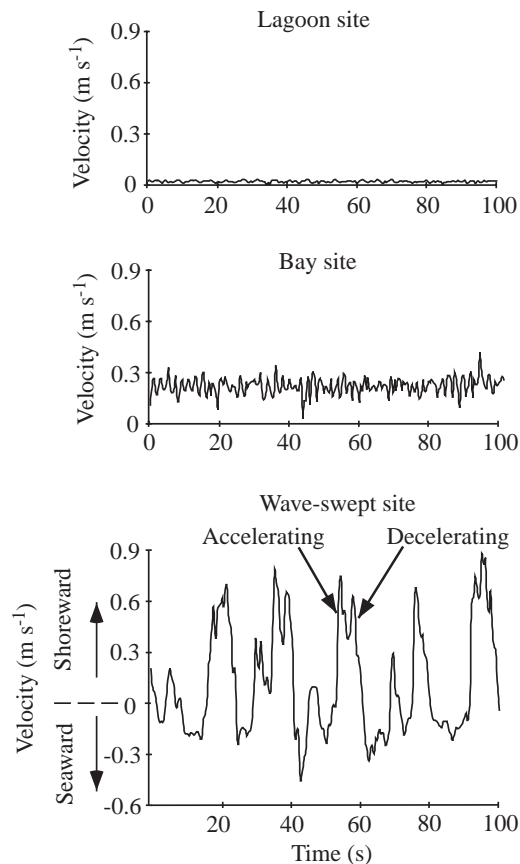 Lagoon site
0.9
0.6
0.3
0
Velocity (m s-1)
0 20 40 60 80 100
Bay site
0.9
0.6
0.3
0
Velocity (m s-1)
0 20 40 60 80 100
Wave-swept site
Accelerating Decelerating
0.9
0.6
0.3
0
-0.3
-0.6
Velocity (m s-1)
Shoreward
Seaward
20 40 60 80 100
Time (s)